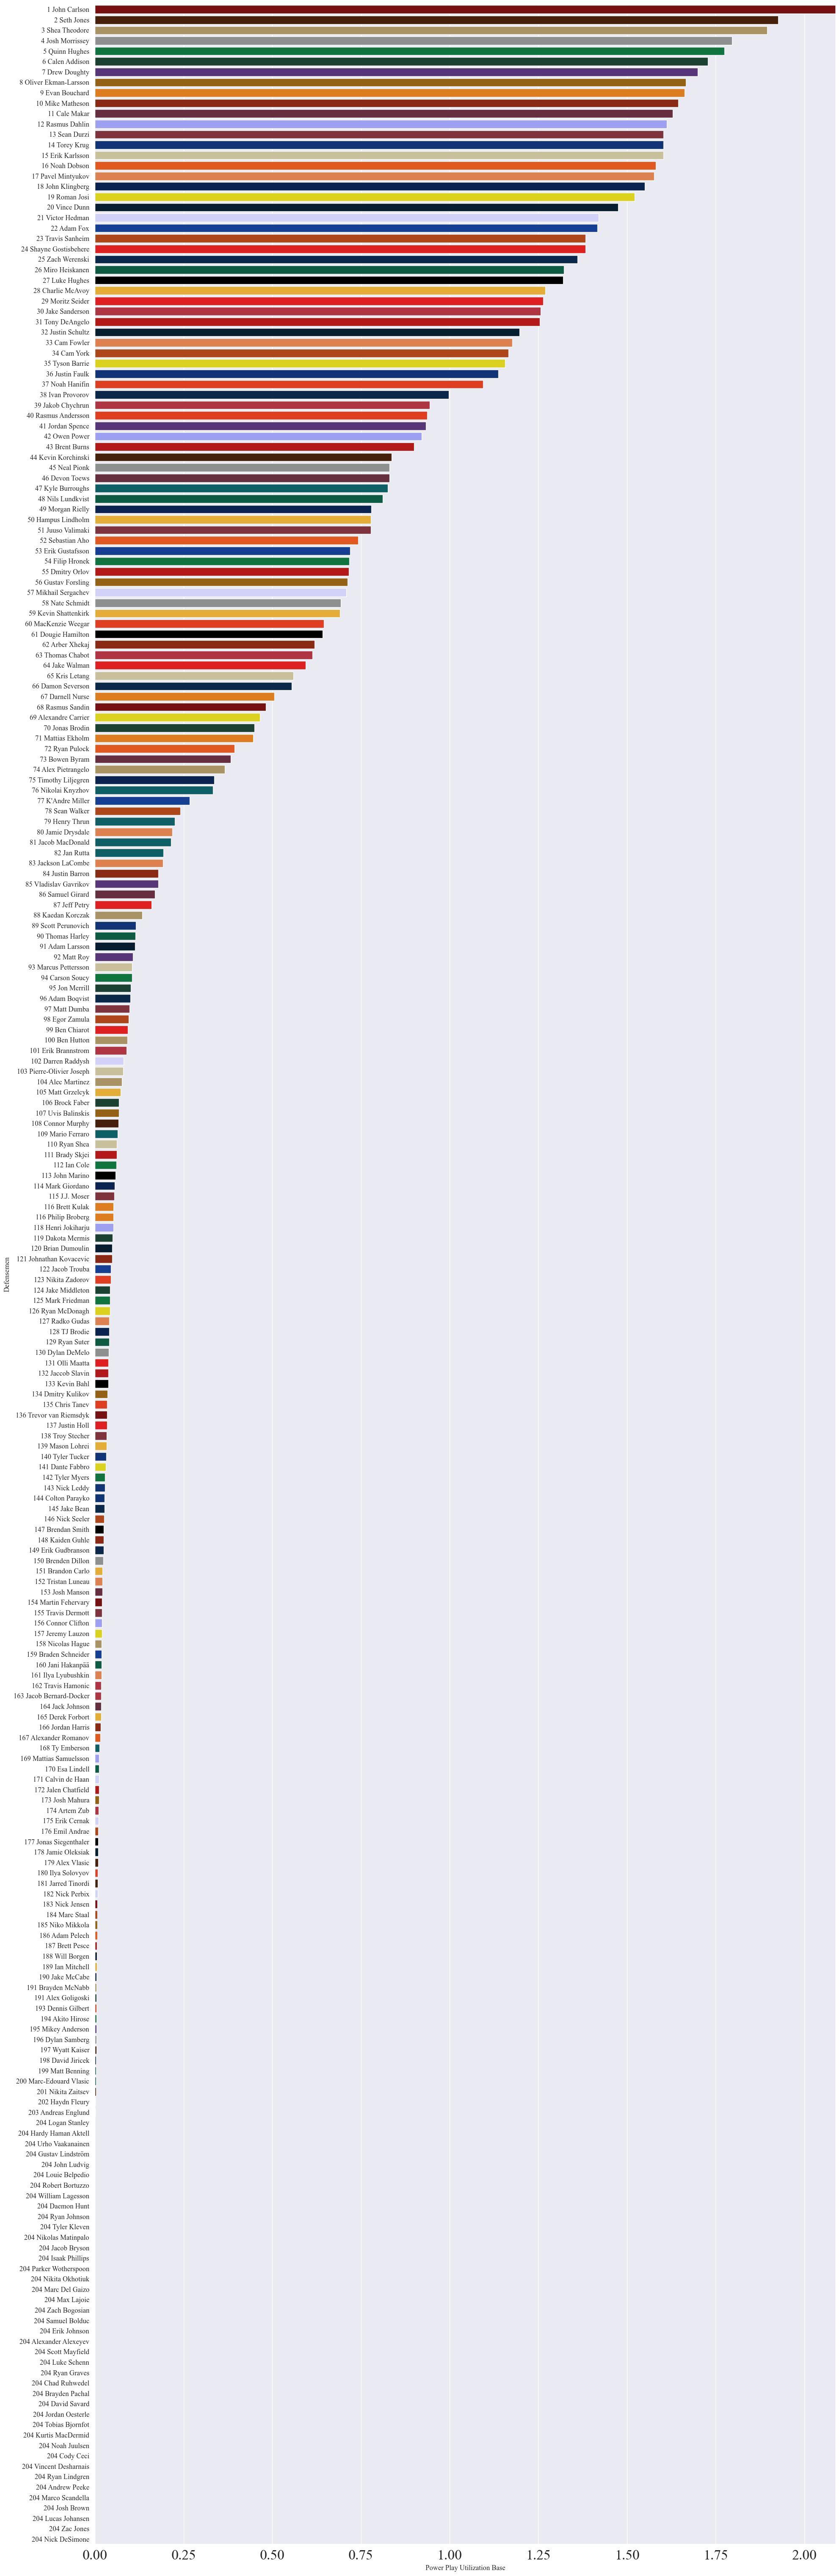 1 John Carlson
2 Seth Jones
3 Shea Theodore
4 Josh Morrissey
5 Quinn Hughes
6 Calen Addison
7 Drew Doughty
8 Oliver Ekman-Larsson
9 Evan Bouchard
10 Mike Matheson
11 Cale Makar
12 Rasmus Dahlin
13 Sean Durzi
14 Torey Krug
15 Erik Karlsson
16 Noah Dobson
17 Pavel Mintyukov
18 John Klingberg
19 Roman Josi
20 Vince Dunn
21 Victor Hedman
22 Adam Fox
23 Travis Sanheim
24 Shayne Gostisbehere
25 Zach Werenski
26 Miro Heiskanen
27 Luke Hughes
28 Charlie McAvoy
29 Moritz Seider
30 Jake Sanderson
31 Tony DeAngelo
32 Justin Schultz
33 Cam Fowler
34 Cam York
35 Tyson Barrie
36 Justin Faulk
37 Noah Hanifin
38 Ivan Provorov
39 Jakob Chychrun
40 Rasmus Andersson
41 Jordan Spence
42 Owen Power
43 Brent Burns
44 Kevin Korchinski
45 Neal Pionk
46 Devon Toews
47 Kyle Burroughs
48 Nils Lundkvist
49 Morgan Rielly
50 Hampus Lindholm
51 Juuso Valimaki
52 Sebastian Aho
53 Erik Gustafsson
54 Filip Hronek
55 Dmitry Orlov
56 Gustav Forsling
57 Mikhail Sergachev
58 Nate Schmidt
59 Kevin Shattenkirk
60 MacKenzie Weegar
61 Dougie Hamilton
62 Arber Xhekaj
63 Thomas Chabot
64 Jake Walman
65 Kris Letang
66 Damon Severson
67 Darnell Nurse
68 Rasmus Sandin
69 Alexandre Carrier
70 Jonas Brodin
71 Mattias Ekholm
72 Ryan Pulock
73 Bowen Byram
74 Alex Pietrangelo
75 Timothy Liljegren
76 Nikolai Knyzhov
77 K'Andre Miller
78 Sean Walker
79 Henry Thrun
80 Jamie Drysdale
81 Jacob MacDonald
82 Jan Rutta
83 Jackson LaCombe
84 Justin Barron
85 Vladislav Gavrikov
86 Samuel Girard
87 Jeff Petry
88 Kaedan Korczak
89 Scott Perunovich
90 Thomas Harley
91 Adam Larsson
92 Matt Roy
93 Marcus Pettersson
94 Carson Soucy
95 Jon Merrill
96 Adam Boqvist
97 Matt Dumba
98 Egor Zamula
99 Ben Chiarot
100 Ben Hutton
101 Erik Brannstrom
102 Darren Raddysh
103 Pierre-Olivier Joseph
104 Alec Martinez
105 Matt Grzelcyk
106 Brock Faber
107 Uvis Balinskis
108 Connor Murphy
109 Mario Ferraro
110 Ryan Shea
111 Brady Skjei
112 Ian Cole
113 John Marino
114 Mark Giordano
115 J.J. Moser
116 Brett Kulak
116 Philip Broberg
118 Henri Jokiharju
119 Dakota Mermis
120 Brian Dumoulin
121 Johnathan Kovacevic
122 Jacob Trouba
123 Nikita Zadorov
124 Jake Middleton
125 Mark Friedman
126 Ryan McDonagh
127 Radko Gudas
128 TJ Brodie
129 Ryan Suter
130 Dylan DeMelo
131 Olli Maatta
132 Jaccob Slavin
133 Kevin Bahl
134 Dmitry Kulikov
135 Chris Tanev
136 Trevor van Riemsdyk
137 Justin Holl
138 Troy Stecher
139 Mason Lohrei
140 Tyler Tucker
141 Dante Fabbro
142 Tyler Myers
143 Nick Leddy
144 Colton Parayko
145 Jake Bean
146 Nick Seeler
147 Brendan Smith
148 Kaiden Guhle
149 Erik Gudbranson
150 Brenden Dillon
151 Brandon Carlo
152 Tristan Luneau
153 Josh Manson
154 Martin Fehervary
155 Travis Dermott
156 Connor Clifton
157 Jeremy Lauzon
158 Nicolas Hague
159 Braden Schneider
160 Jani Hakanpää
161 Ilya Lyubushkin
162 Travis Hamonic
163 Jacob Bernard-Docker
164 Jack Johnson
165 Derek Forbort
166 Jordan Harris
167 Alexander Romanov
168 Ty Emberson
169 Mattias Samuelsson
170 Esa Lindell
171 Calvin de Haan
172 Jalen Chatfield
173 Josh Mahura
174 Artem Zub
175 Erik Cernak
176 Emil Andrae
177 Jonas Siegenthaler
178 Jamie Oleksiak
179 Alex Vlasic
180 Ilya Solovyov
181 Jarred Tinordi
182 Nick Perbix
183 Nick Jensen
184 Marc Staal
185 Niko Mikkola
186 Adam Pelech
187 Brett Pesce
188 Will Borgen
189 Ian Mitchell
190 Jake McCabe
191 Brayden McNabb
191 Alex Goligoski
193 Dennis Gilbert
194 Akito Hirose
195 Mikey Anderson
196 Dylan Samberg
197 Wyatt Kaiser
198 David Jiricek
199 Matt Benning
200 Marc-Edouard Vlasic
201 Nikita Zaitsev
202 Haydn Fleury
203 Andreas Englund
204 Logan Stanley
204 Hardy Haman Aktell
204 Urho Vaakanainen
204 Gustav Lindström
204 John Ludvig
204 Louie Belpedio
204 Robert Bortuzzo
204 William Lagesson
204 Daemon Hunt
204 Ryan Johnson
204 Tyler Kleven
204 Nikolas Matinpalo
204 Jacob Bryson
204 Isaak Phillips
204 Parker Wotherspoon
204 Nikita Okhotiuk
204 Marc Del Gaizo
204 Max Lajoie
204 Zach Bogosian
204 Samuel Bolduc
204 Erik Johnson
204 Alexander Alexeyev
204 Scott Mayfield
204 Luke Schenn
204 Ryan Graves
204 Chad Ruhwedel
204 Brayden Pachal
204 David Savard
204 Jordan Oesterle
204 Tobias Bjornfot
204 Kurtis MacDermid
204 Noah Juulsen
204 Cody Ceci
204 Vincent Desharnais
204 Ryan Lindgren
204 Andrew Peeke
204 Marco Scandella
204 Josh Brown
204 Lucas Johansen
204 Zac Jones
204 Nick DeSimone
Defensemen
0.00 0.25 0.50 0.75 1.00 1.25 1.50 1.75 2.00
Power Play Utilization Base